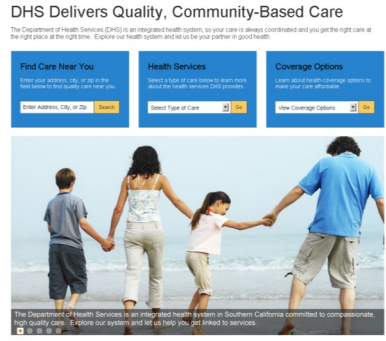 DHS Delivers Quality, Community-Based Care
The Department of Health Services (DHS) is an integrated health system, so your care is always coordinated and you get the right care at
the right place at the right time. Explore our health system and let us be your partner in good health.
Find Care Near You
Enter your address, city, or zip in the
field below to find quality care near you.
Enter Address, City, or Zip Search
Health Services
Select a type of care below to learn more
about the health services DHS provides.
Select Type of Care Go
Coverage Options
Learn about health coverage options to
make your care affordable.
View Coverage Options Go
The Department of Health Services is an integrated health system in Southern California committed to compassionate,
high quality care. Explore our system and let us help you get linked to services.